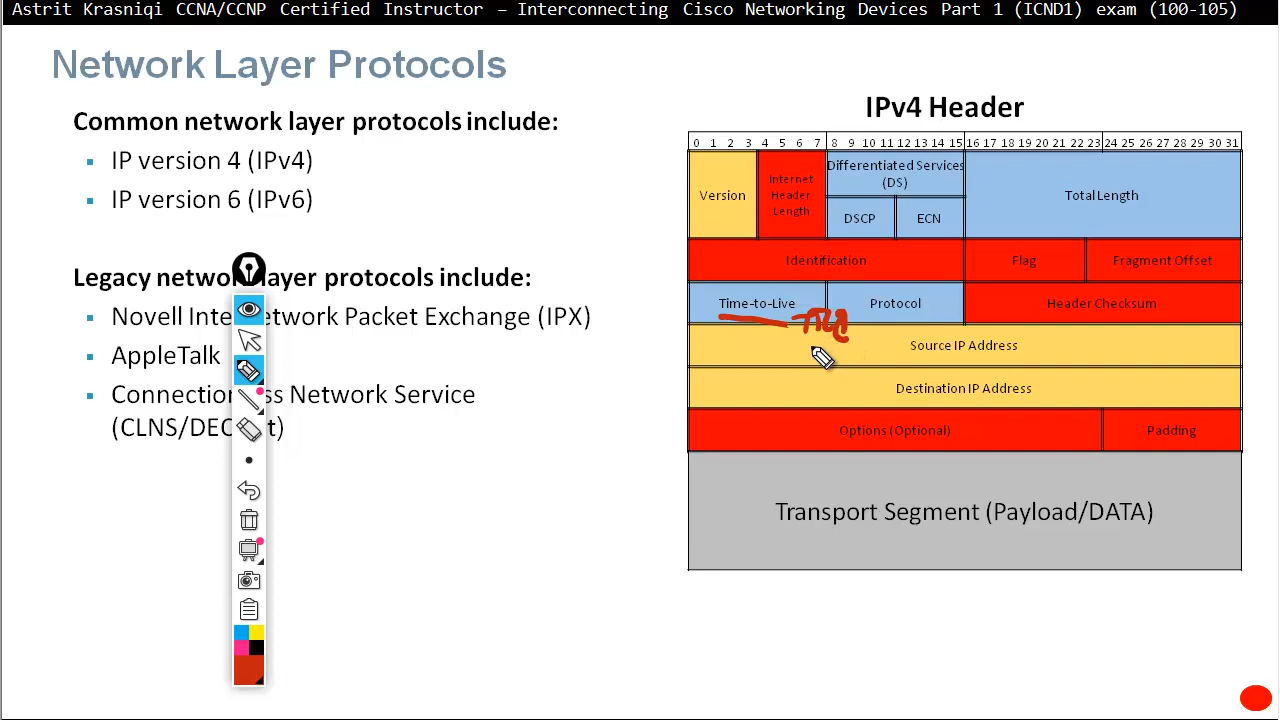 Astrit Krasniqi CCNA/CCNP Certified Instructor – Interconnecting Cisco Networking Devices Part 1 (ICND1) exam (100-105)
Network Layer Protocols
Common network layer protocols include:
IP version 4 (IPv4)
IP version 6 (IPv6)
Legacy networ layer protocols include:
Novell Inte etwork Packet Exchange (IPX)
AppleTalk
Connection ss Network Service
(CLNS/DEC t)
IPv4 Header
0 1 2 3 4 5 6 7 8 9 10 11 12 13 14 15 16 17 18 19 20 21 22 23 24 25 26 27 28 29 30 31
Version
Internet
Header
Length
Differentiated Services
(DS)
DSCP
ECN
Total Length
Identification
Flag
Fragment Offset
Time-to-Live
Protocol
Header Checksum
Source IP Address
Destination IP Address
Options (Optional)
Padding
Transport Segment (Payload/DATA)